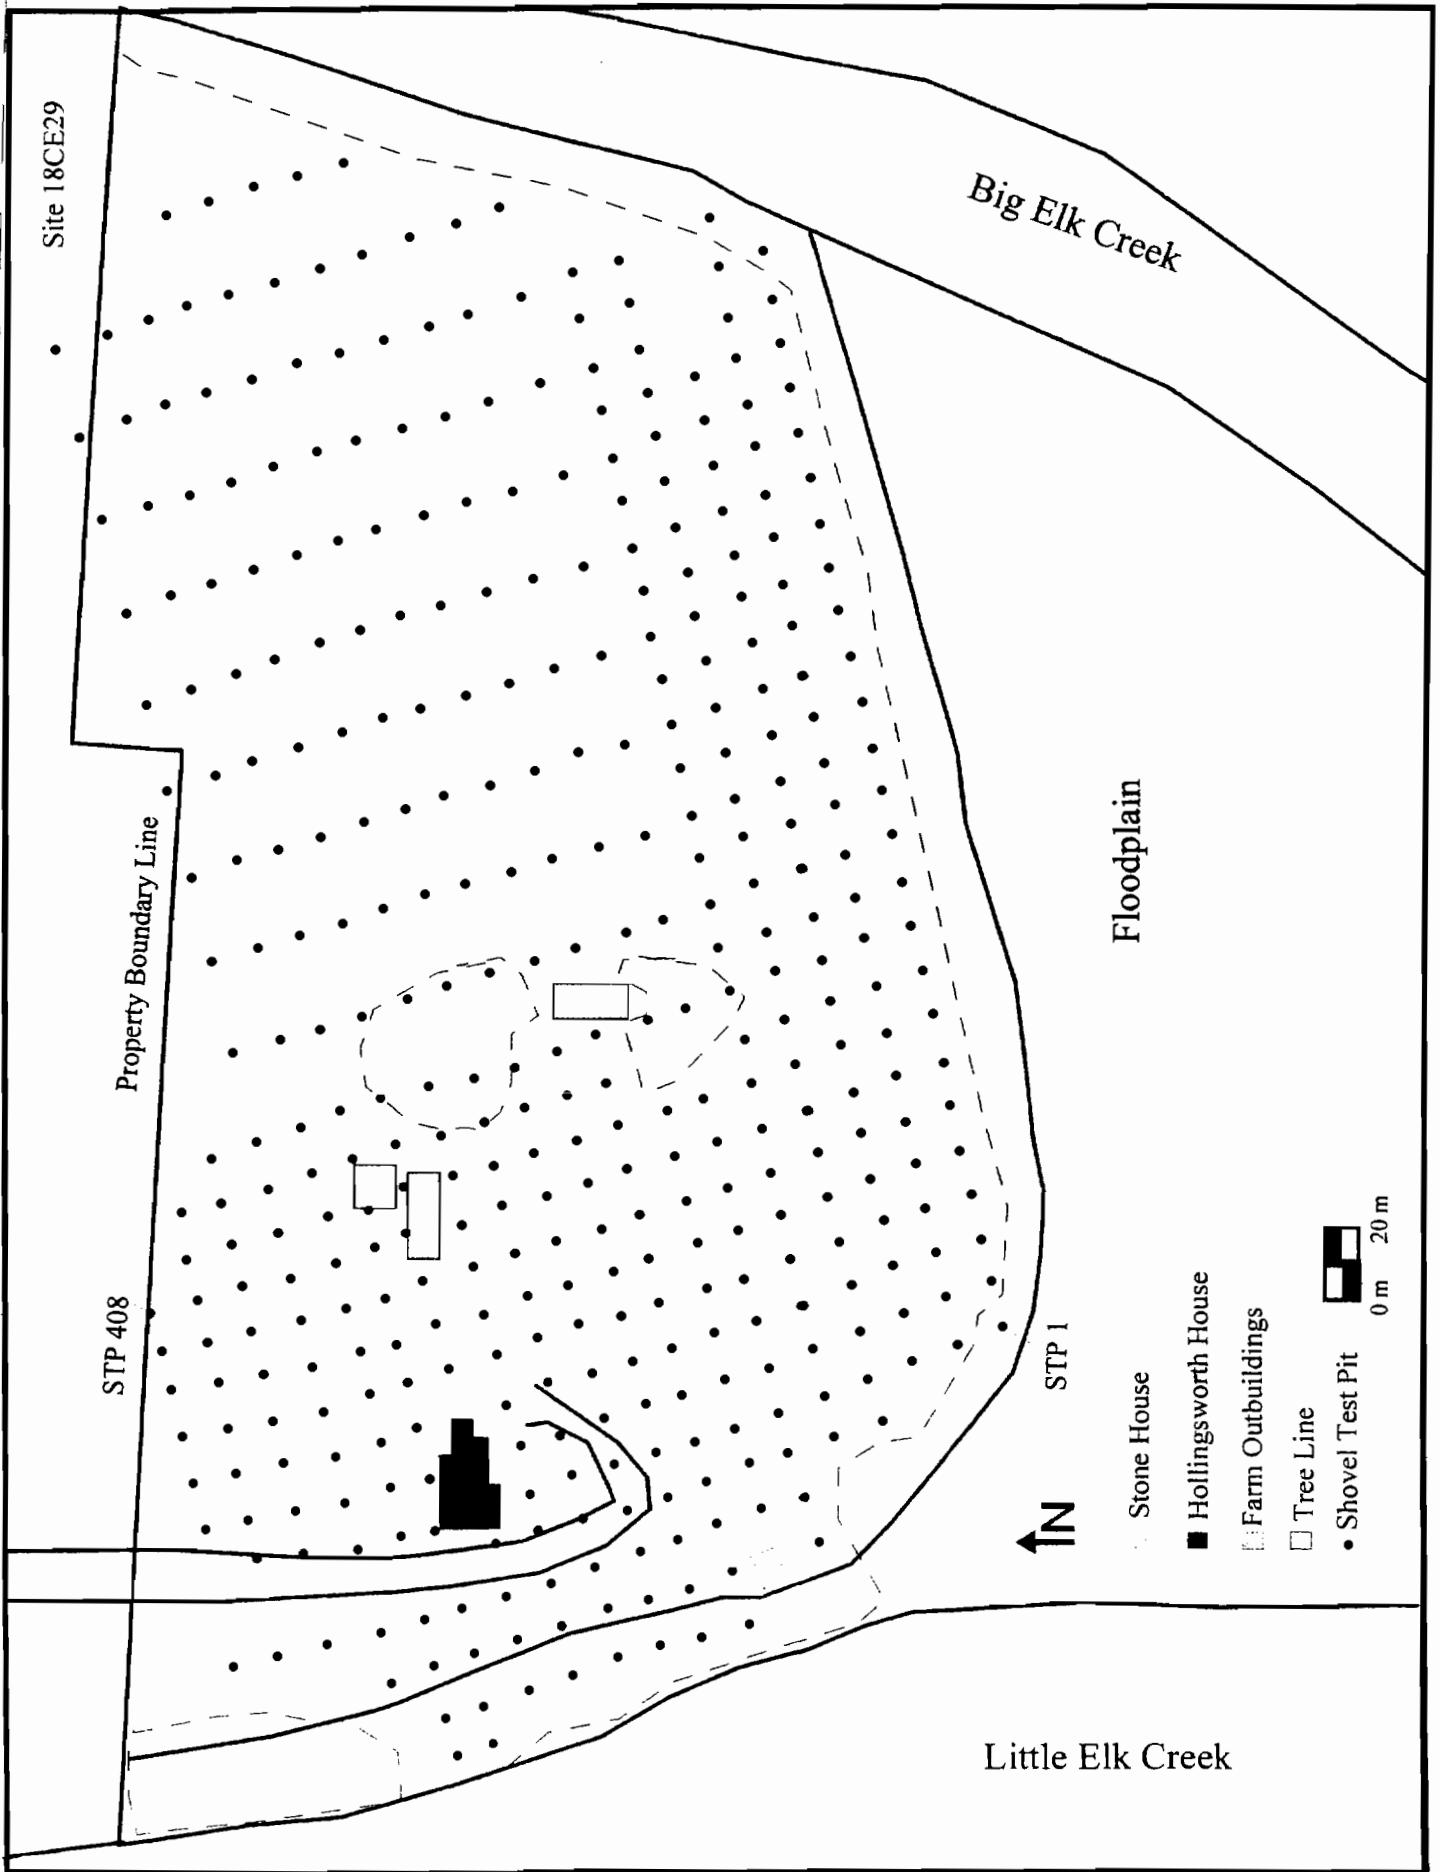 Site 18CE29
Big Elk Creek
Property Boundary Line
Floodplain
STP 408
STP 1
N
Stone House
Hollingsworth House
Farm Outbuildings
Tree Line
Shovel Test Pit
0 m 20 m
Little Elk Creek